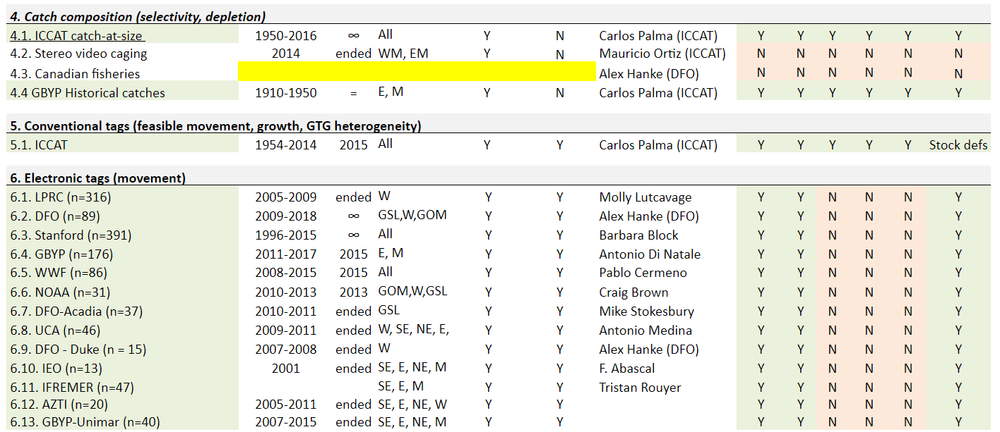 4. Catch composition (selectivity, depletion)
4.1. ICCAT catch-at-size 1950-2016 ∞ All Y N Carlos Palma (ICCAT) Y Y Y Y Y Y
4.2. Stereo video caging 2014 ended WM, EM Y N Mauricio Ortiz (ICCAT) N N N N N N
4.3. Canadian fisheries Alex Hanke (DFO) N N N N N N
4.4 GBYP Historical catches 1910-1950 = E, M Y N Carlos Palma (ICCAT) Y Y Y Y Y Y
5. Conventional tags (feasible movement, growth, GTG heterogeneity)
5.1. ICCAT 1954-2014 2015 All Y Y Carlos Palma (ICCAT) Y Y Y Y Y Stock defs
6. Electronic tags (movement)
6.1. LPRC (n=316) 2005-2009 ended W Y Y Molly Lutcavage Y Y N N N Y
6.2. DFO (n=89) 2009-2018 ∞ GSL,W,GOM Y Y Alex Hanke (DFO) Y Y N N N Y
6.3. Stanford (n=391) 1996-2015 ∞ All Y Y Barbara Block Y Y N N N Y
6.4. GBYP (n=176) 2011-2017 2015 E, M Y Y Antonio Di Natale Y Y N N N Y
6.5. WWF (n=86) 2008-2015 2015 All Y Y Pablo Cermeno Y Y N N N Y
6.6. NOAA (n=31) 2010-2013 2013 GOM,W,GSL Y Y Craig Brown Y Y N N N Y
6.7. DFO-Acadia (n=37) 2010-2011 ended GSL Y Y Mike Stokesbury Y Y N N N Y
6.8. UCA (n=46) 2009-2011 ended W, SE, NE, E, Y Y Antonio Medina Y Y N N N Y
6.9. DFO - Duke (n = 15) 2007-2008 ended W Y Y Alex Hanke (DFO) Y Y N N N Y
6.10. IEO (n=13) 2001 ended SE, E, NE, M Y Y F. Abascal Y Y N N N Y
6.11. IFREMER (n=47) SE, E, M Y Y Tristan Rouyer Y Y N N N Y
6.12. AZTI (n=20) 2005-2011 ended SE, E, NE, W Y Y Y Y N N N Y
6.13. GBYP-Unimar (n=40) 2007-2015 ended SE, E, NE, M Y Y Y Y N N N Y